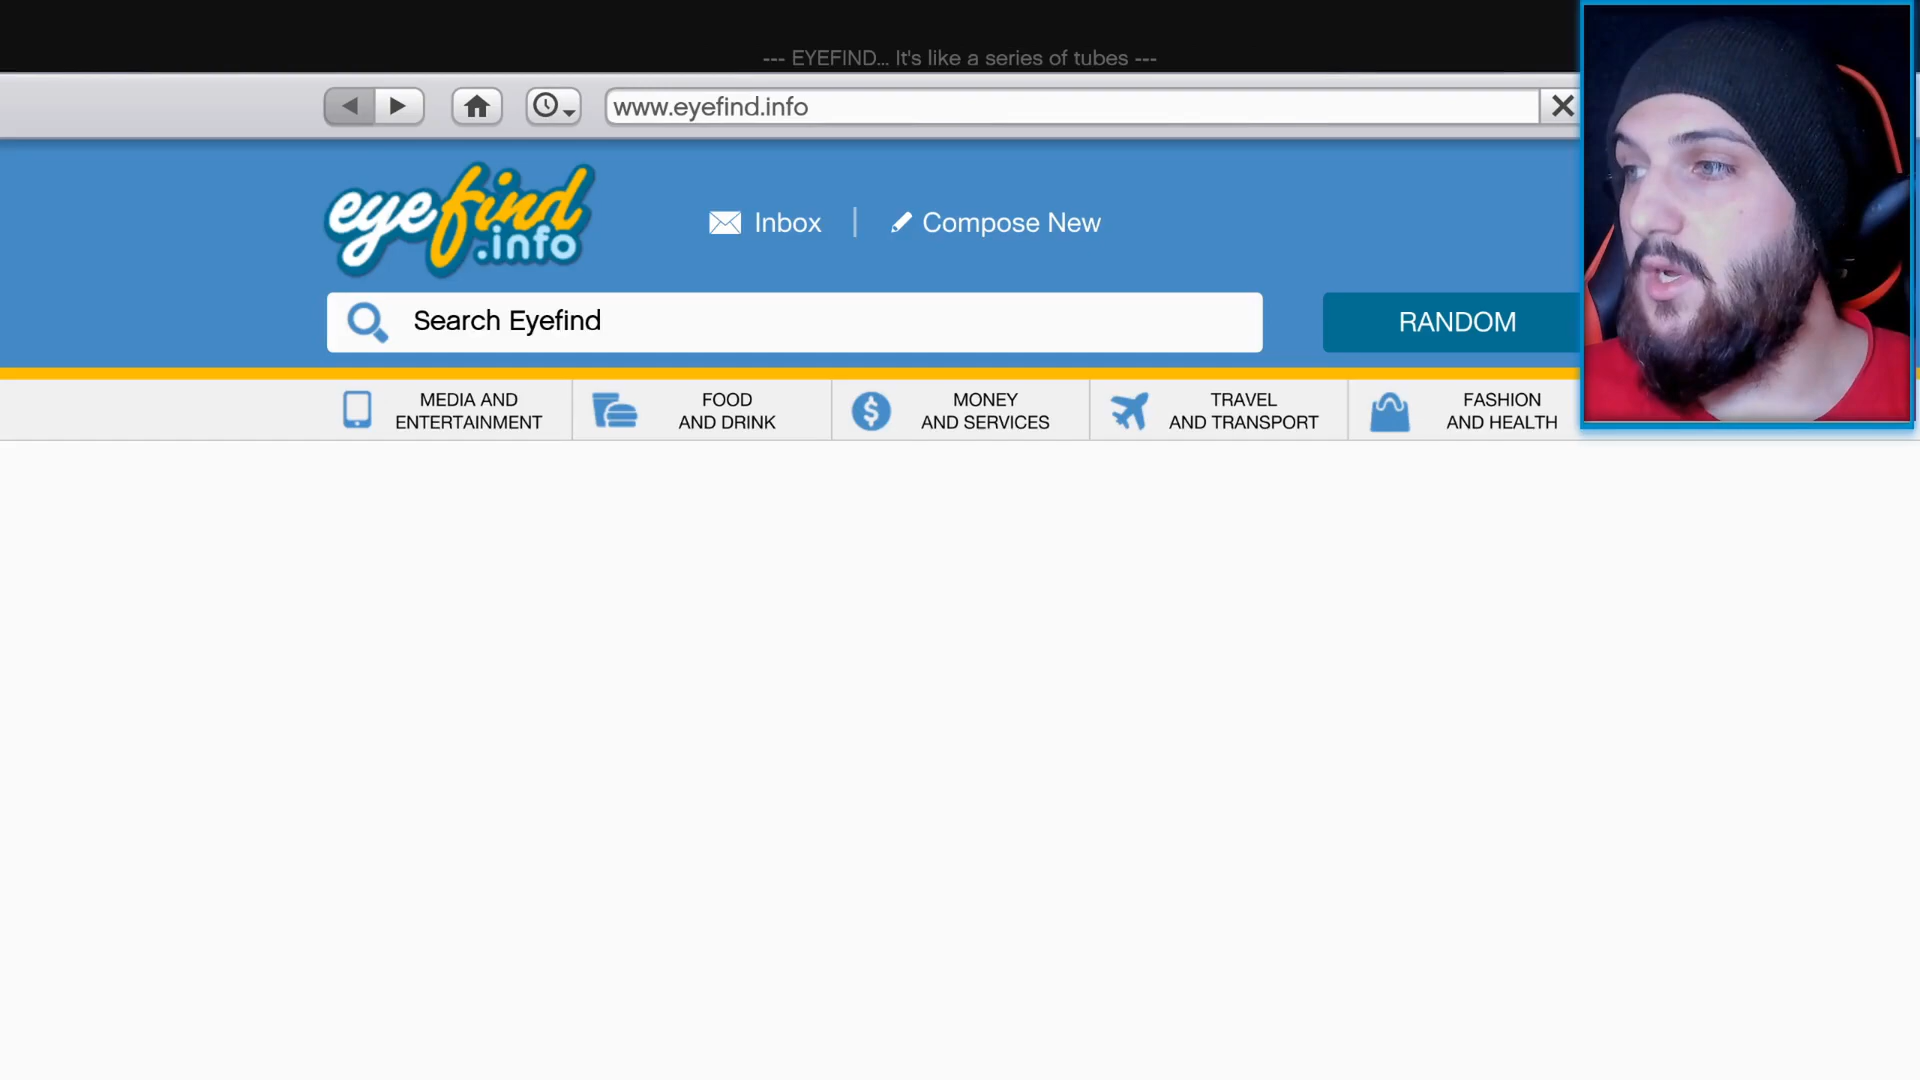 --- EYEFIND... It's like a series of tubes ---
www.eyefind.info
eyefind
.info
Inbox | Compose New
Search Eyefind
RANDOM
MEDIA AND
ENTERTAINMENT
FOOD
AND DRINK
MONEY
AND SERVICES
TRAVEL
AND TRANSPORT
FASHION
AND HEALTH